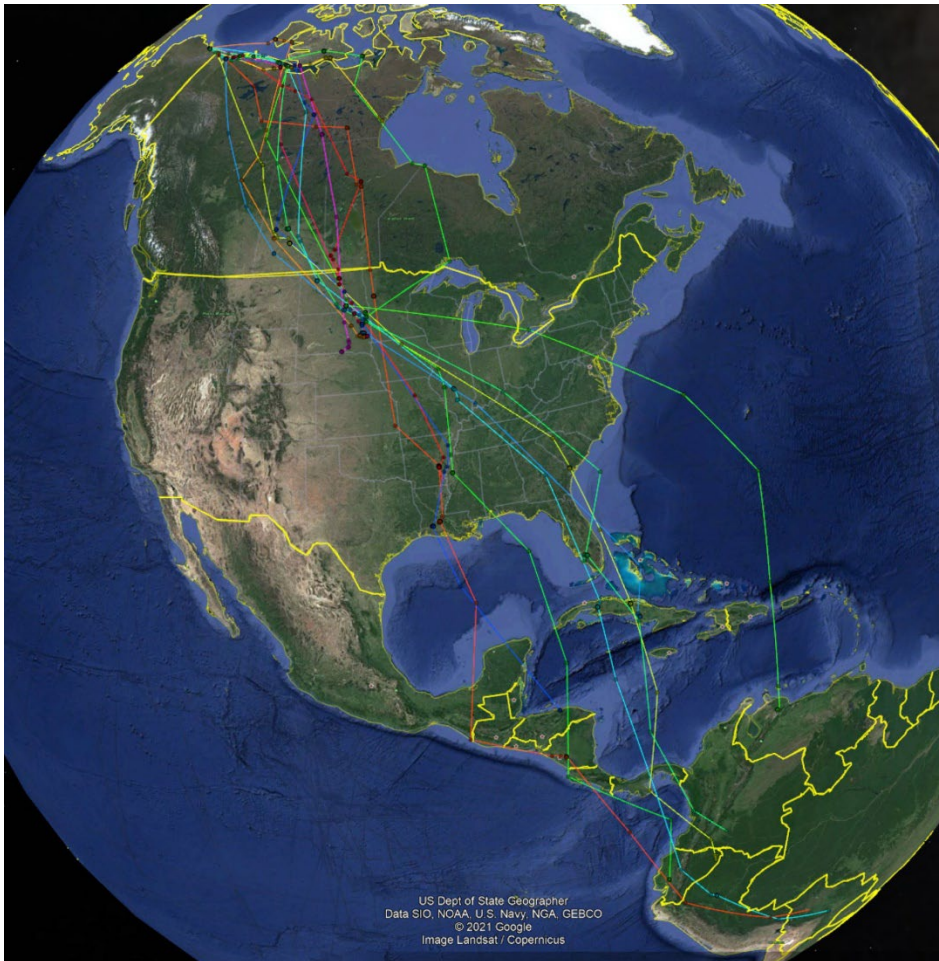 US Dept of State Geographer
Data SIO, NOAA, U.S. Navy, NGA, GEBCO
© 2021 Google
Image Landsat / Copernicus